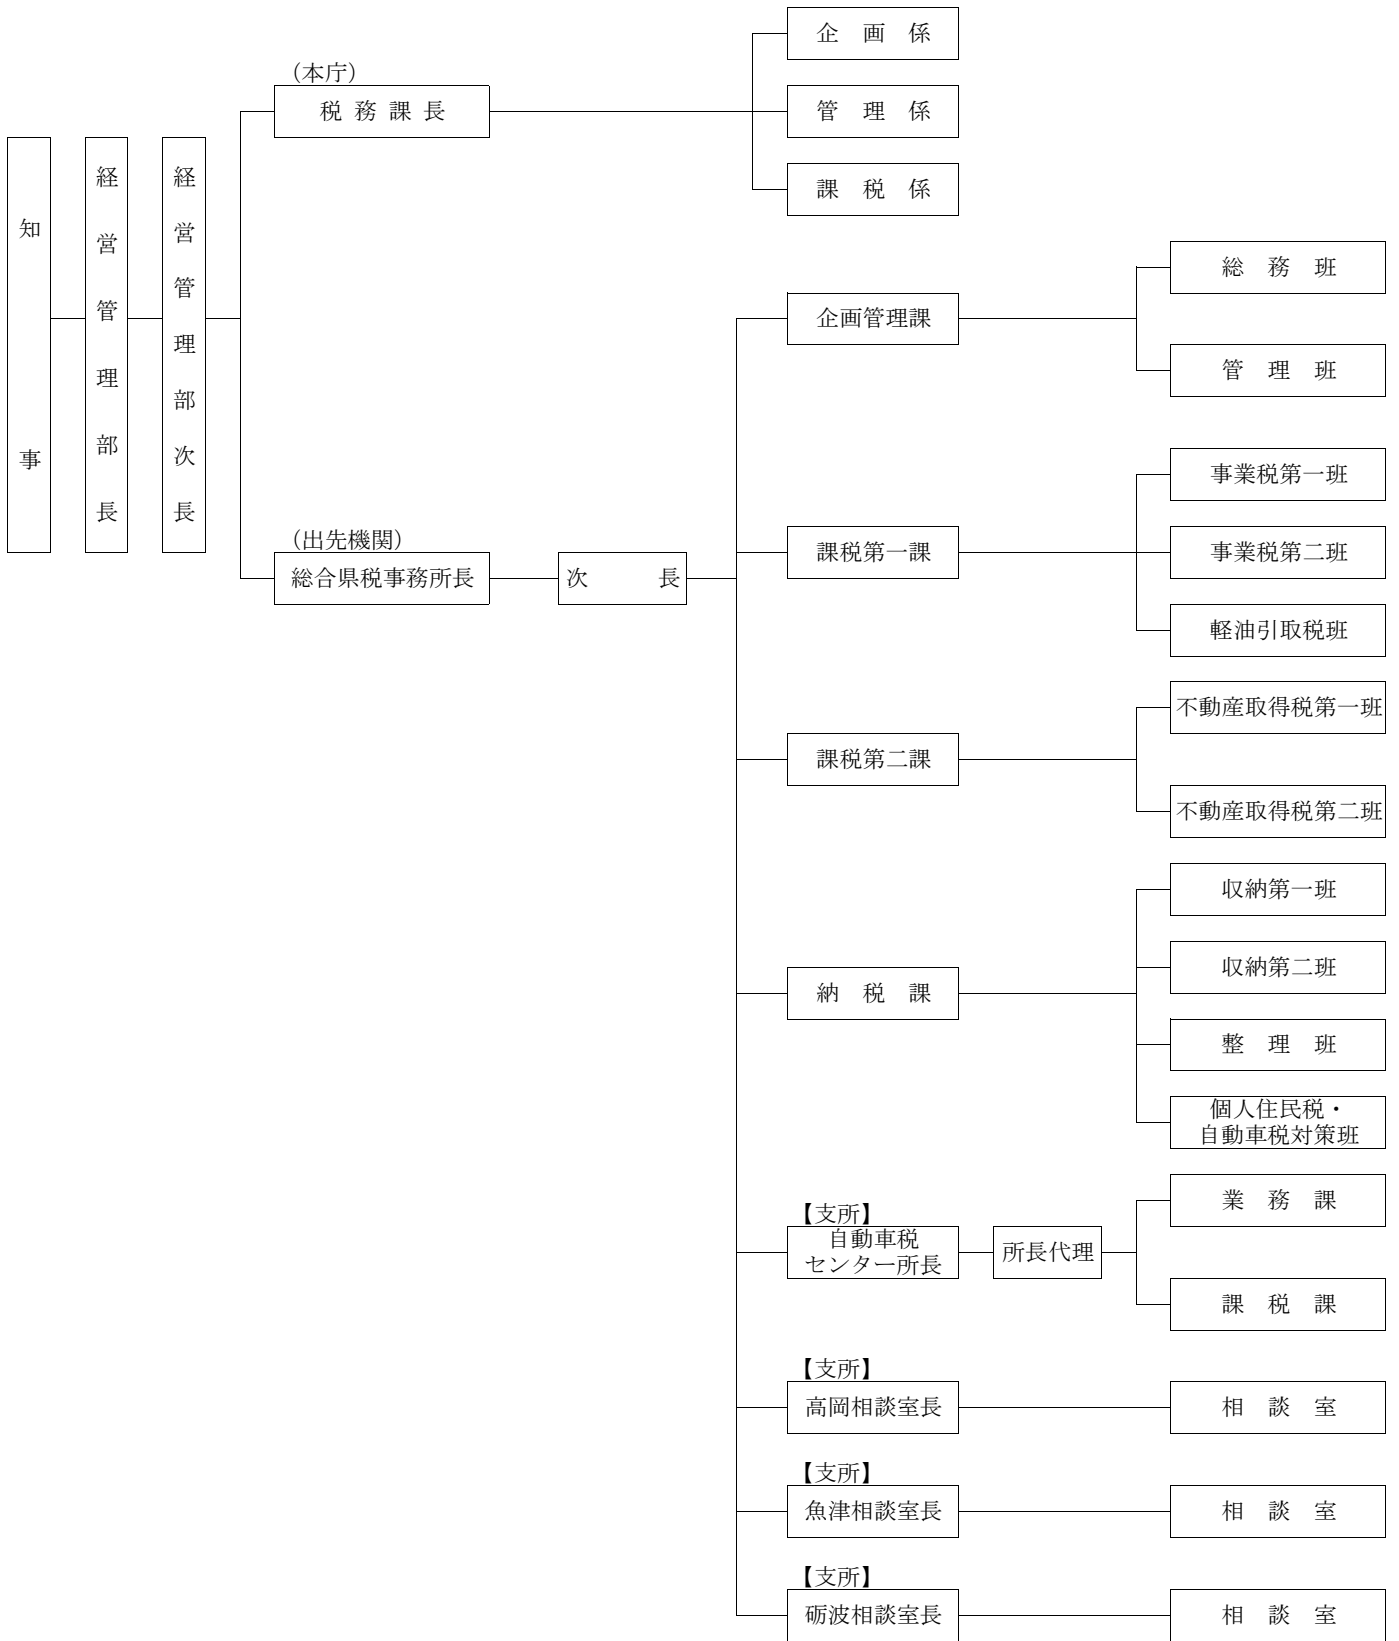 知事
経営管理部長
経営管理部次長
（本庁）
税務課長
企画係
管理係
課税係
（出先機関）
総合県税事務所長
次長
企画管理課
総務班
管理班
課税第一課
事業税第一班
事業税第二班
軽油引取税班
課税第二課
不動産取得税第一班
不動産取得税第二班
納税課
収納第一班
収納第二班
整理班
個人住民税・
自動車税対策班
【支所】
自動車税
センター所長
所長代理
業務課
課税課
【支所】
高岡相談室長
相談室
【支所】
魚津相談室長
相談室
【支所】
砺波相談室長
相談室